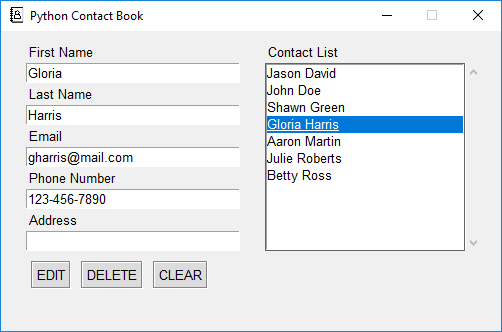 Python Contact Book
First Name
Gloria
Last Name
Harris
Email
gharris@mail.com
Phone Number
123-456-7890
Address
EDIT DELETE CLEAR
Contact List
Jason David
John Doe
Shawn Green
Gloria Harris
Aaron Martin
Julie Roberts
Betty Ross